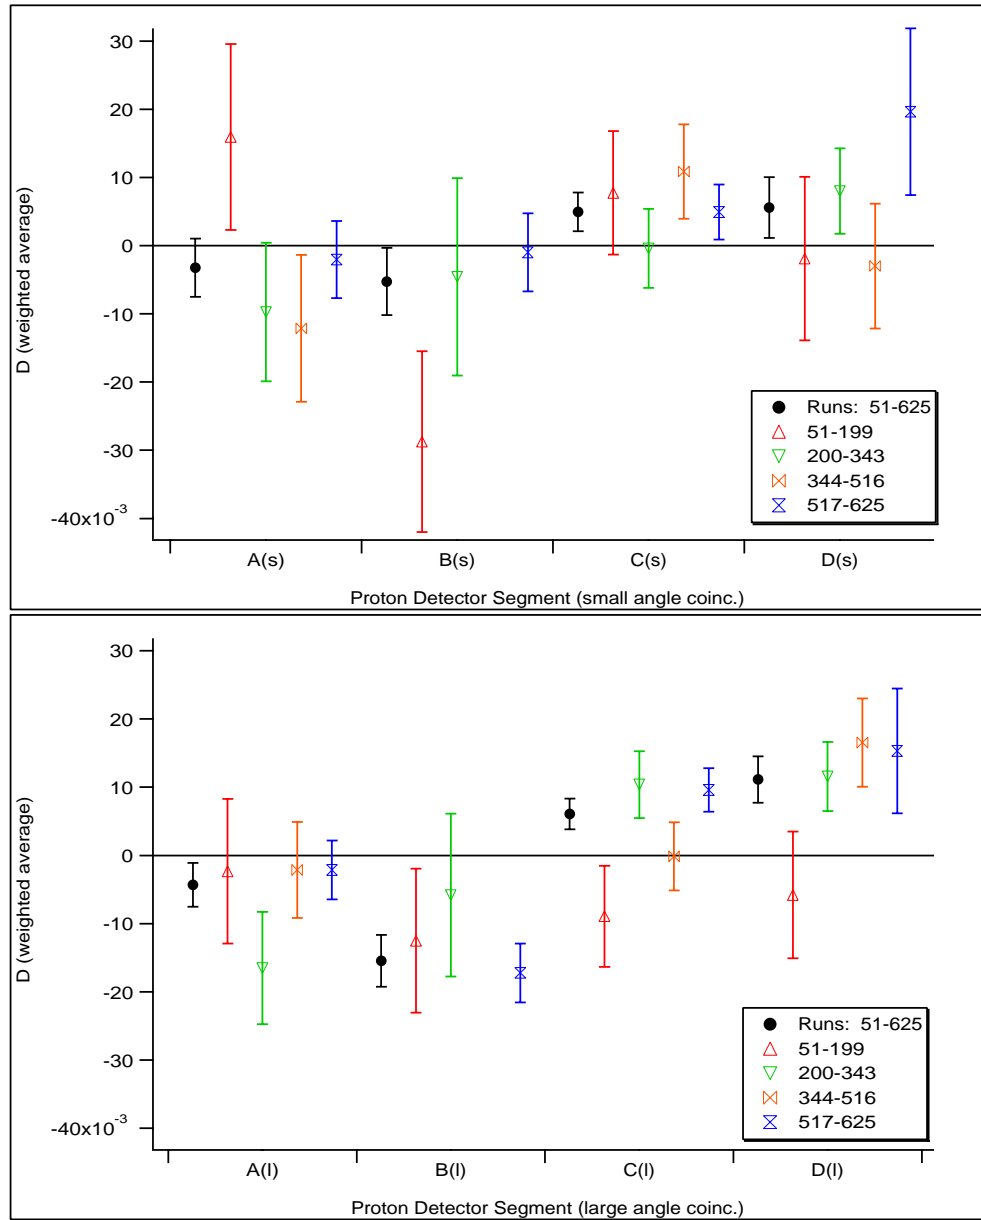 30
20
10
0
-10
-20
-30
-40x10-3
D (weighted average)
A(s) B(s) C(s) D(s)
Proton Detector Segment (small angle coinc.)
Runs: 51-625
51-199
200-343
344-516
517-625
30
20
10
0
-10
-20
-30
-40x10-3
D (weighted average)
A(l) B(l) C(l) D(l)
Proton Detector Segment (large angle coinc.)
Runs: 51-625
51-199
200-343
344-516
517-625